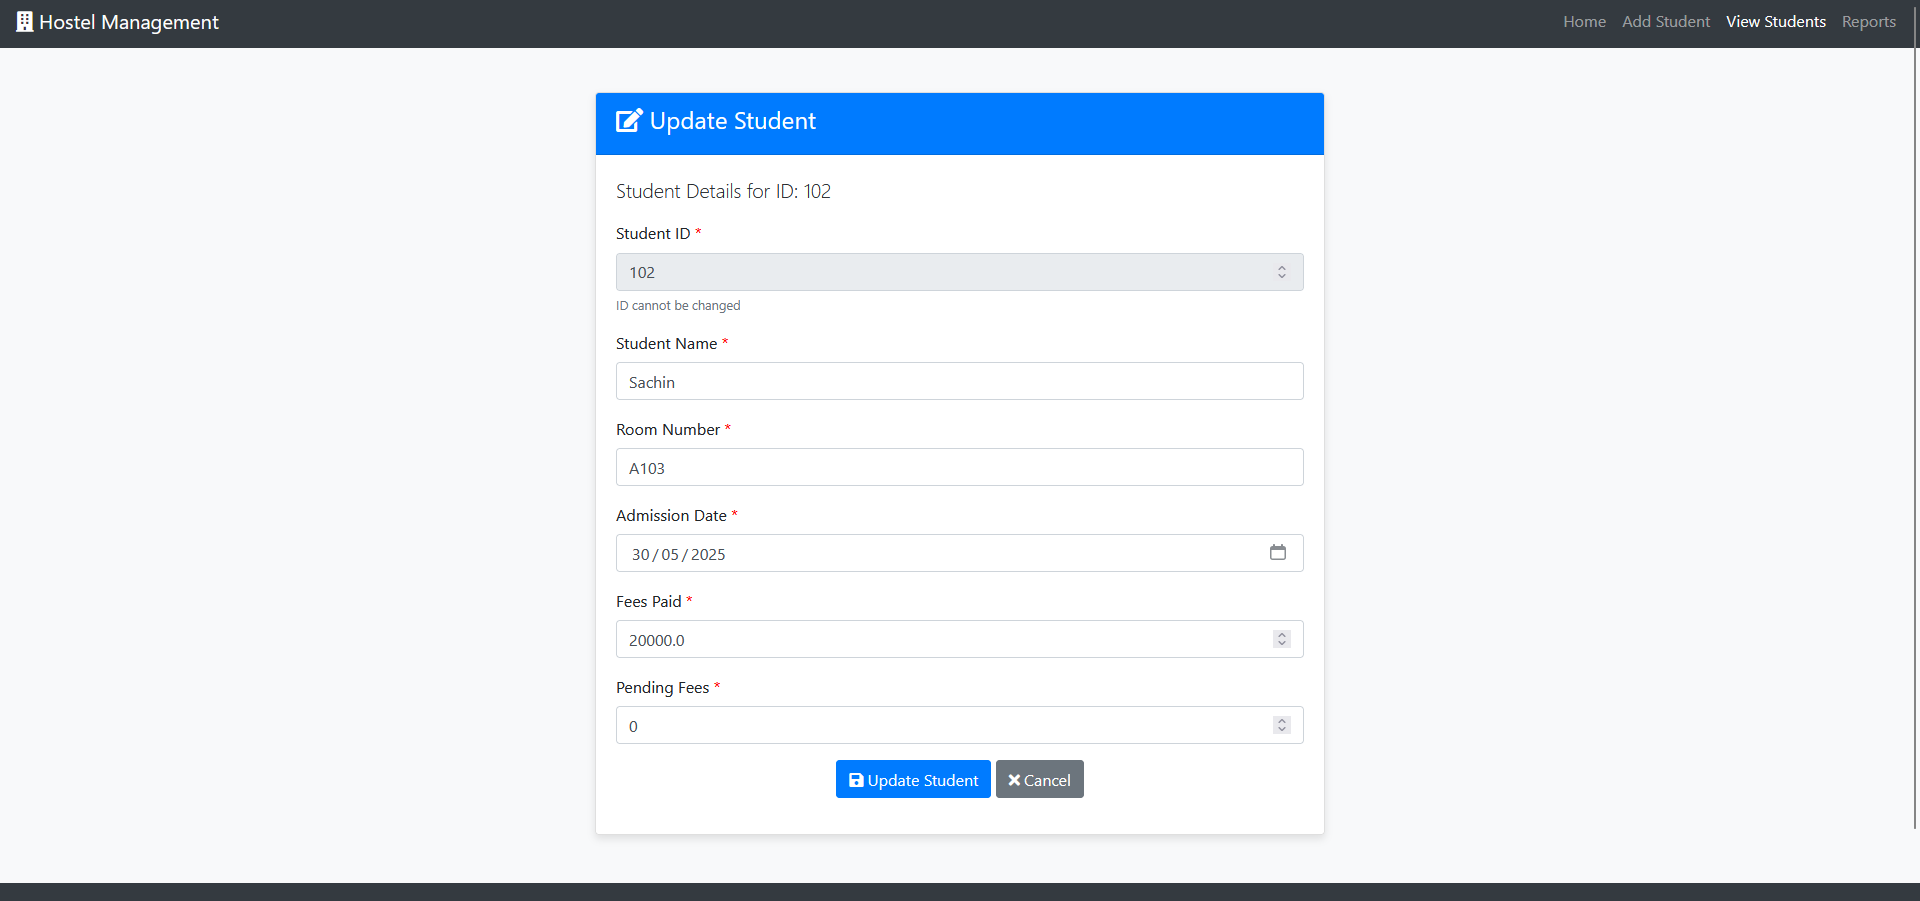 Hostel Management
Home Add Student View Students Reports
Update Student
Student Details for ID: 102
Student ID *
102
ID cannot be changed
Student Name *
Sachin
Room Number *
A103
Admission Date *
30/05/2025
Fees Paid *
20000.0
Pending Fees *
0
Update Student Cancel